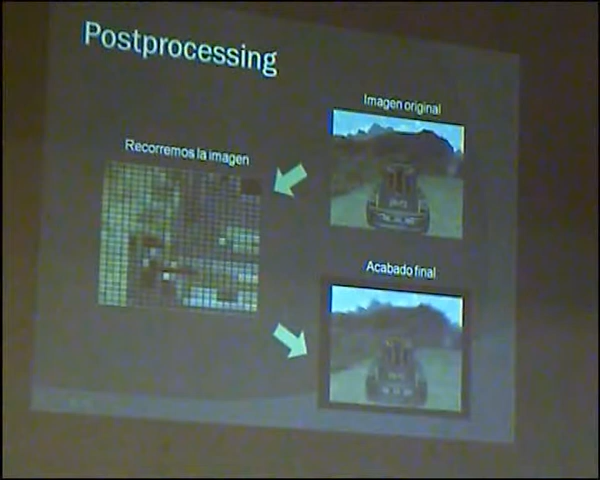 Postprocessing
Imagen original
Recorremos la imagen
Acabado final